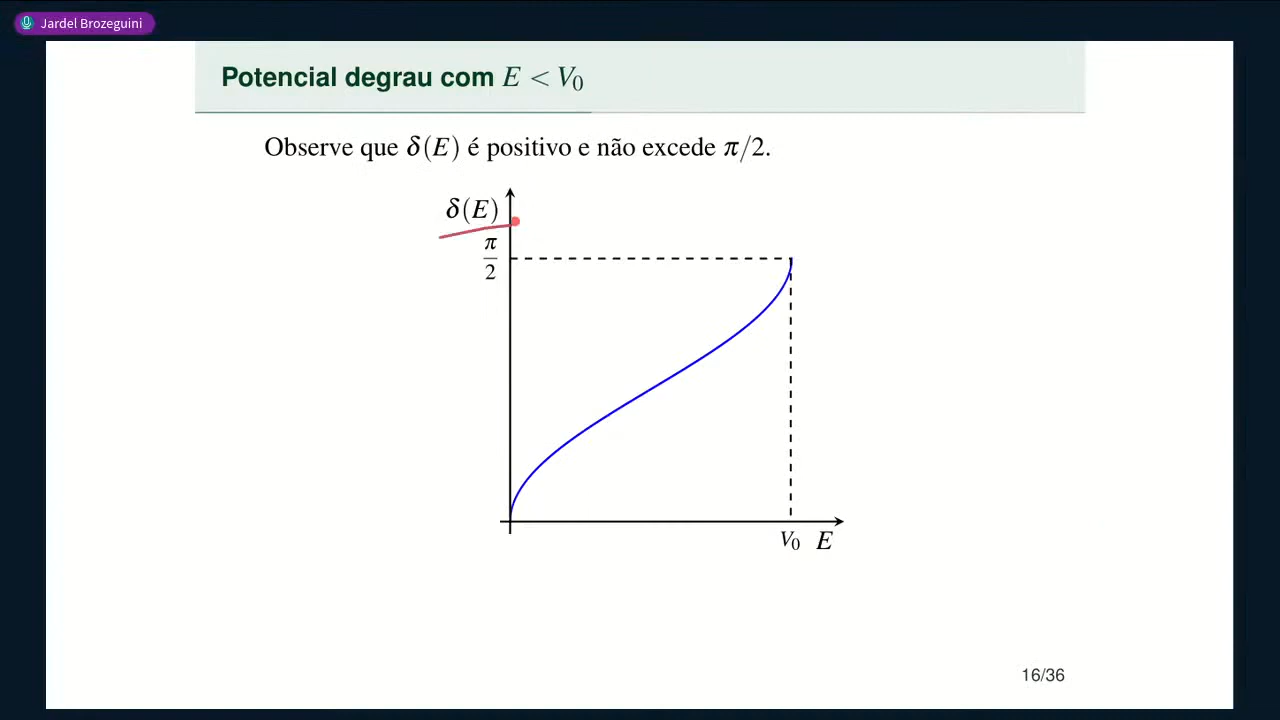 Jardel Brozeguini
Potencial degrau com E < V₀
Observe que δ(E) é positivo e não excede π/2.
δ(E)
π
2
V₀ E
16/36